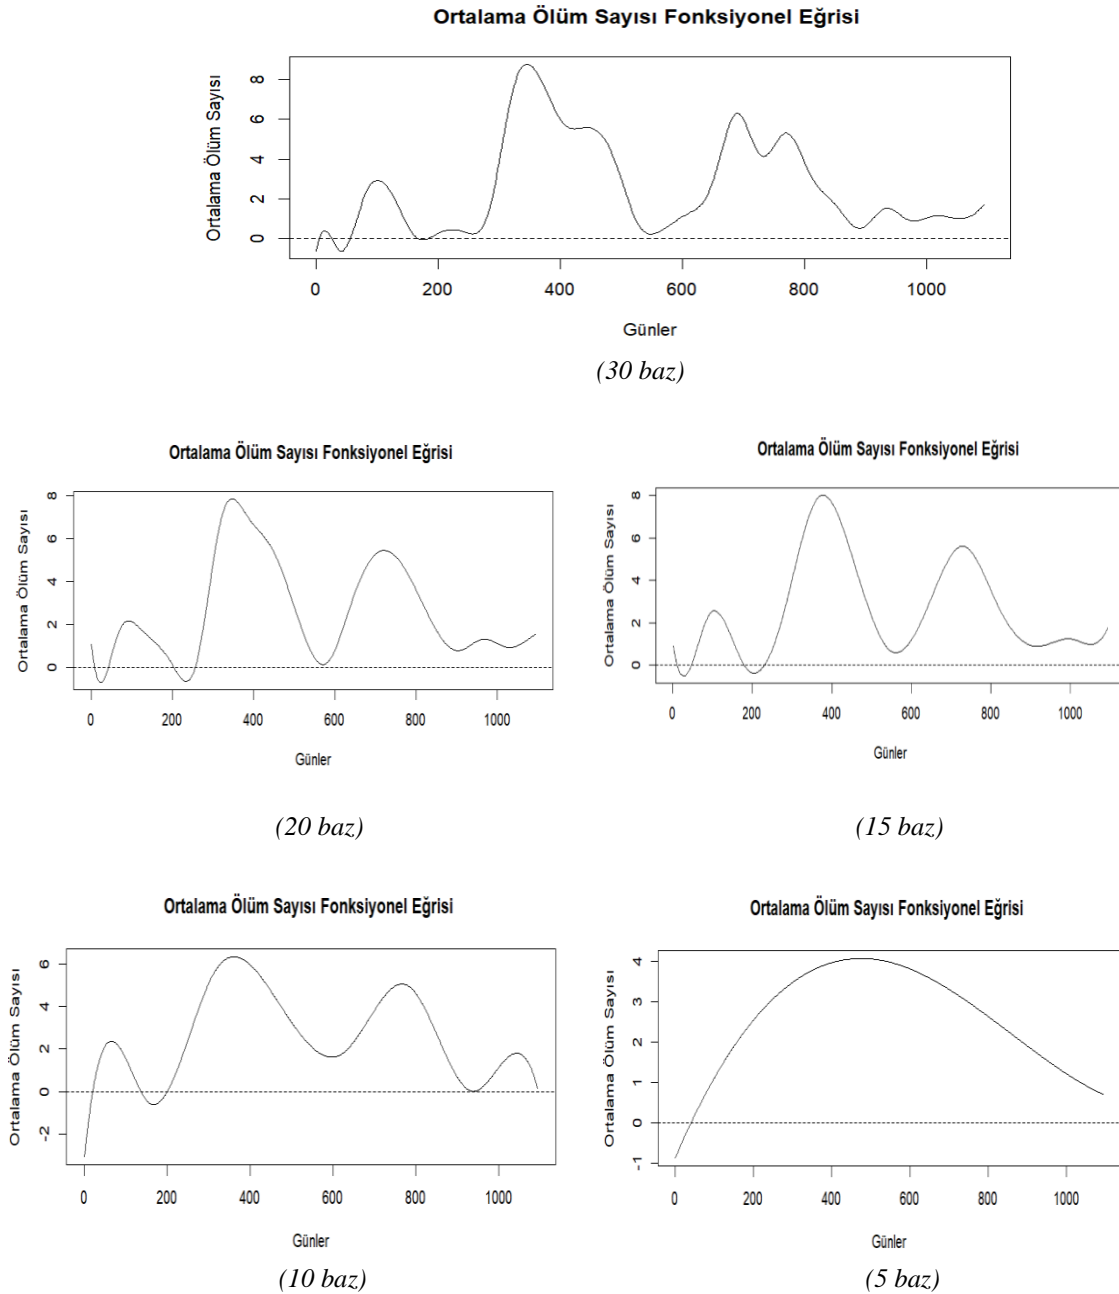 Ortalama Ölüm Sayısı Fonksiyonel Eğrisi
Ortalama Ölüm Sayısı
8
6
4
2
0
0 200 400 600 800 1000
Günler
(30 baz)
Ortalama Ölüm Sayısı Fonksiyonel Eğrisi
Ortalama Ölüm Sayısı
8
6
4
2
0
0 200 400 600 800 1000
Günler
(20 baz)
Ortalama Ölüm Sayısı Fonksiyonel Eğrisi
Ortalama Ölüm Sayısı
8
6
4
2
0
0 200 400 600 800 1000
Günler
(15 baz)
Ortalama Ölüm Sayısı Fonksiyonel Eğrisi
Ortalama Ölüm Sayısı
6
4
2
0
-2
0 200 400 600 800 1000
Günler
(10 baz)
Ortalama Ölüm Sayısı Fonksiyonel Eğrisi
Ortalama Ölüm Sayısı
4
3
2
1
0
-1
0 200 400 600 800 1000
Günler
(5 baz)